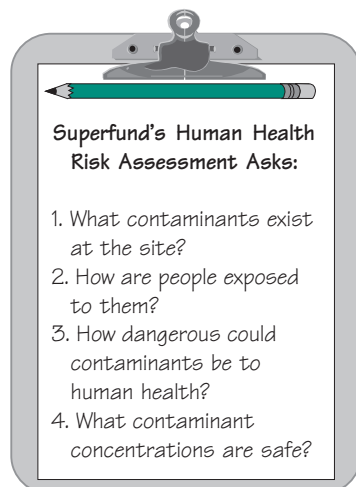 Superfund's Human Health
Risk Assessment Asks:
1. What contaminants exist
at the site?
2. How are people exposed
to them?
3. How dangerous could
contaminants be to
human health?
4. What contaminant
concentrations are safe?